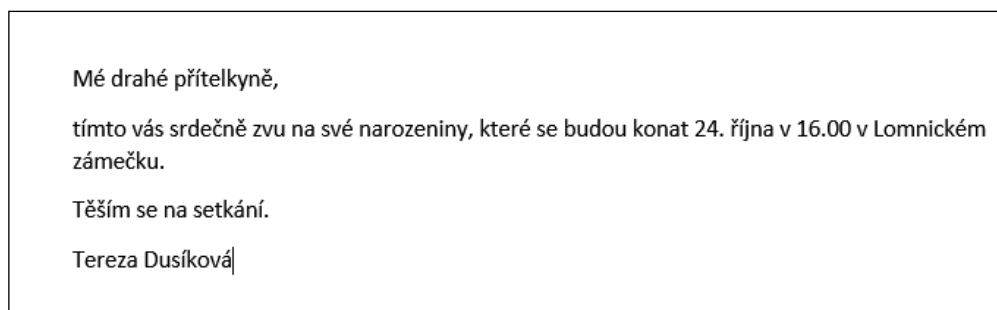 Mé drahé přítelkyně,
tímto vás srdečně zvu na své narozeniny, které se budou konat 24. října v 16.00 v Lomnickém
zámečku.
Těším se na setkání.
Tereza Dusíková